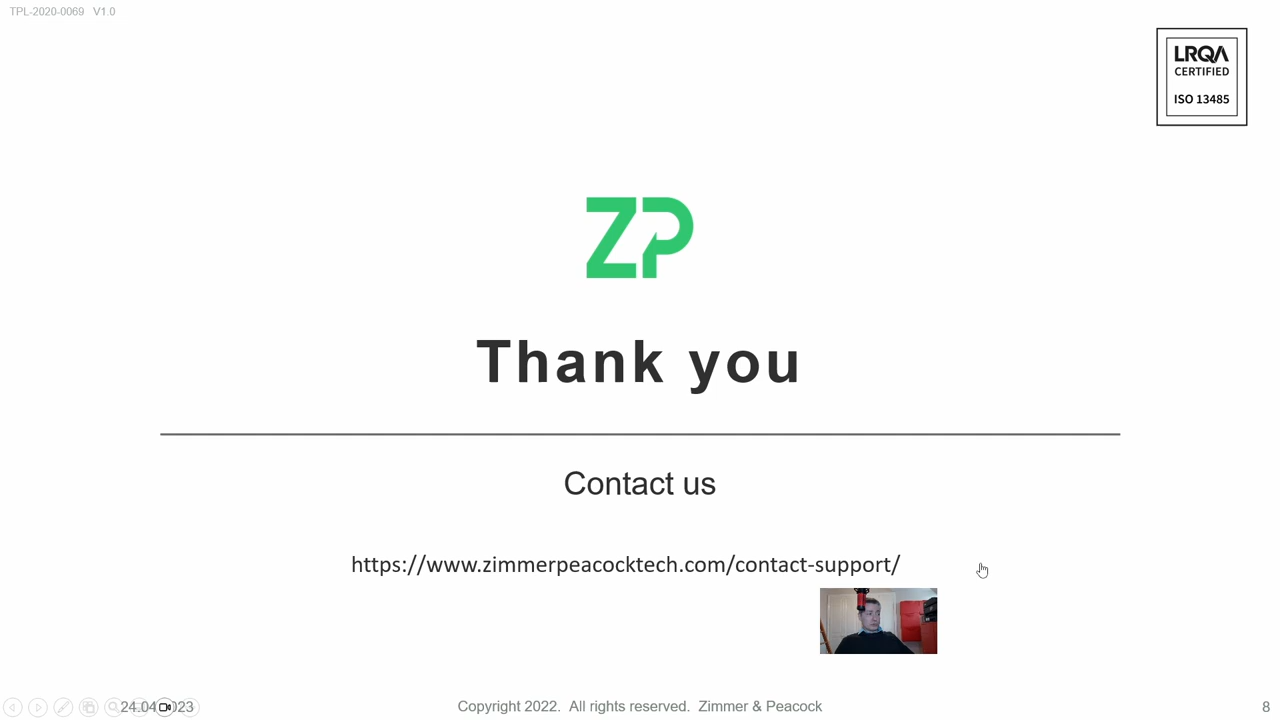 TPL-2020-0069 V1.0
LRQA
CERTIFIED
ISO 13485
ZP
Thank you
Contact us
https://www.zimmerpeacocktech.com/contact-support/
Copyright 2022. All rights reserved. Zimmer & Peacock
8